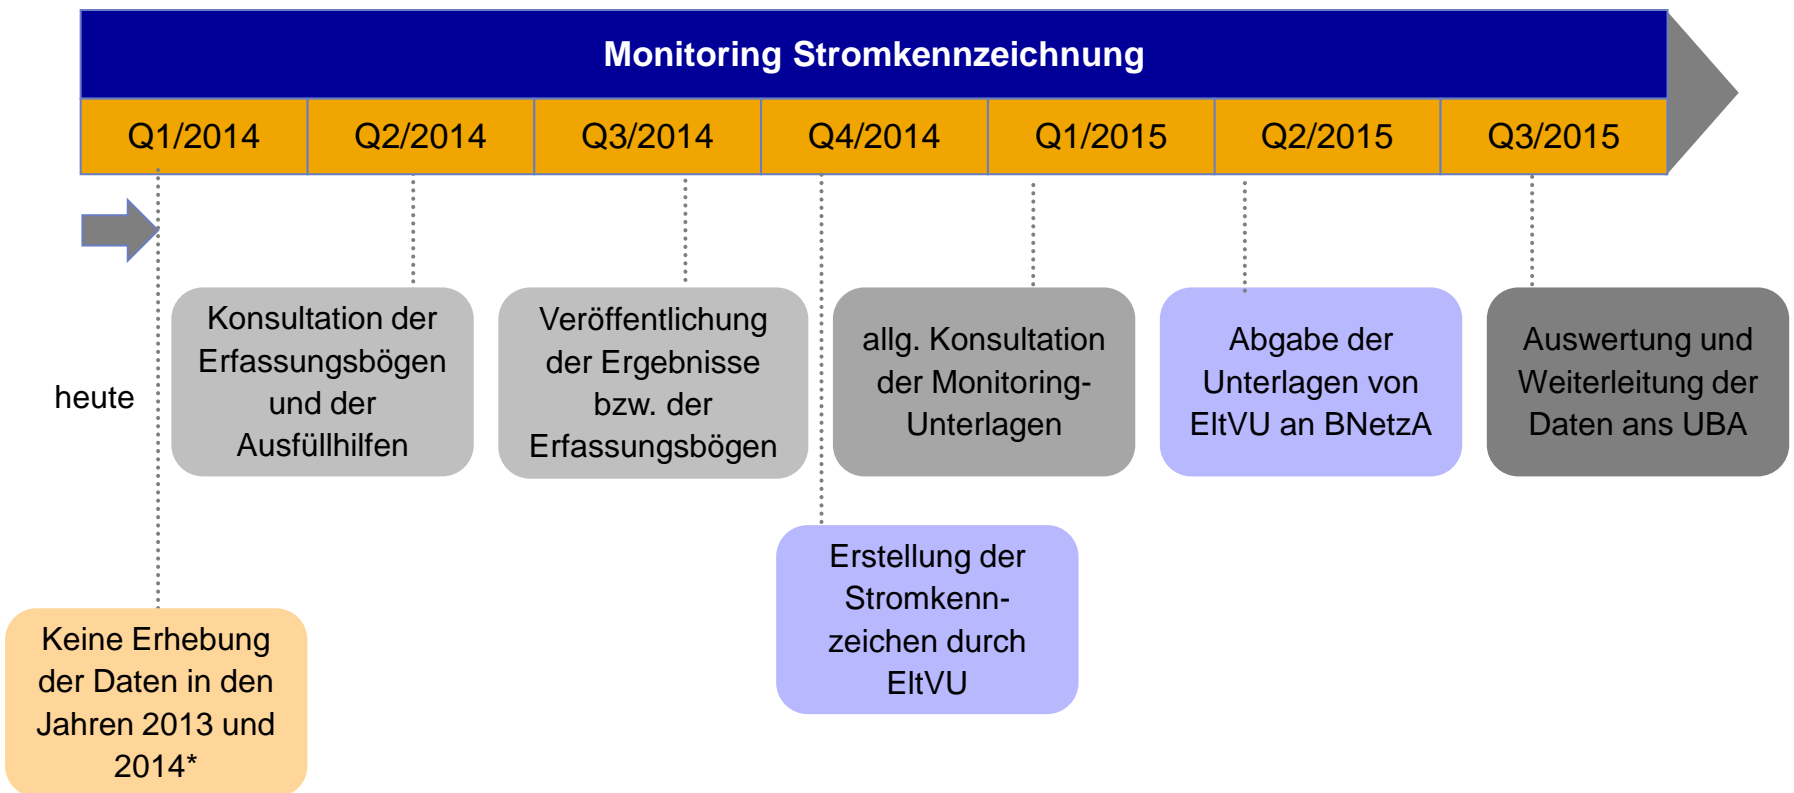 Monitoring Stromkennzeichnung
Q1/2014
Q2/2014
Q3/2014
Q4/2014
Q1/2015
Q2/2015
Q3/2015
heute
Konsultation der
Erfassungsbögen
und der
Ausfüllhilfen
Veröffentlichung
der Ergebnisse
bzw. der
Erfassungsbögen
allg. Konsultation
der Monitoring-
Unterlagen
Abgabe der
Unterlagen von
EltVU an BNetzA
Auswertung und
Weiterleitung der
Daten ans UBA
Erstellung der
Stromkenn-
zeichen durch
EltVU
Keine Erhebung
der Daten in den
Jahren 2013 und
2014*